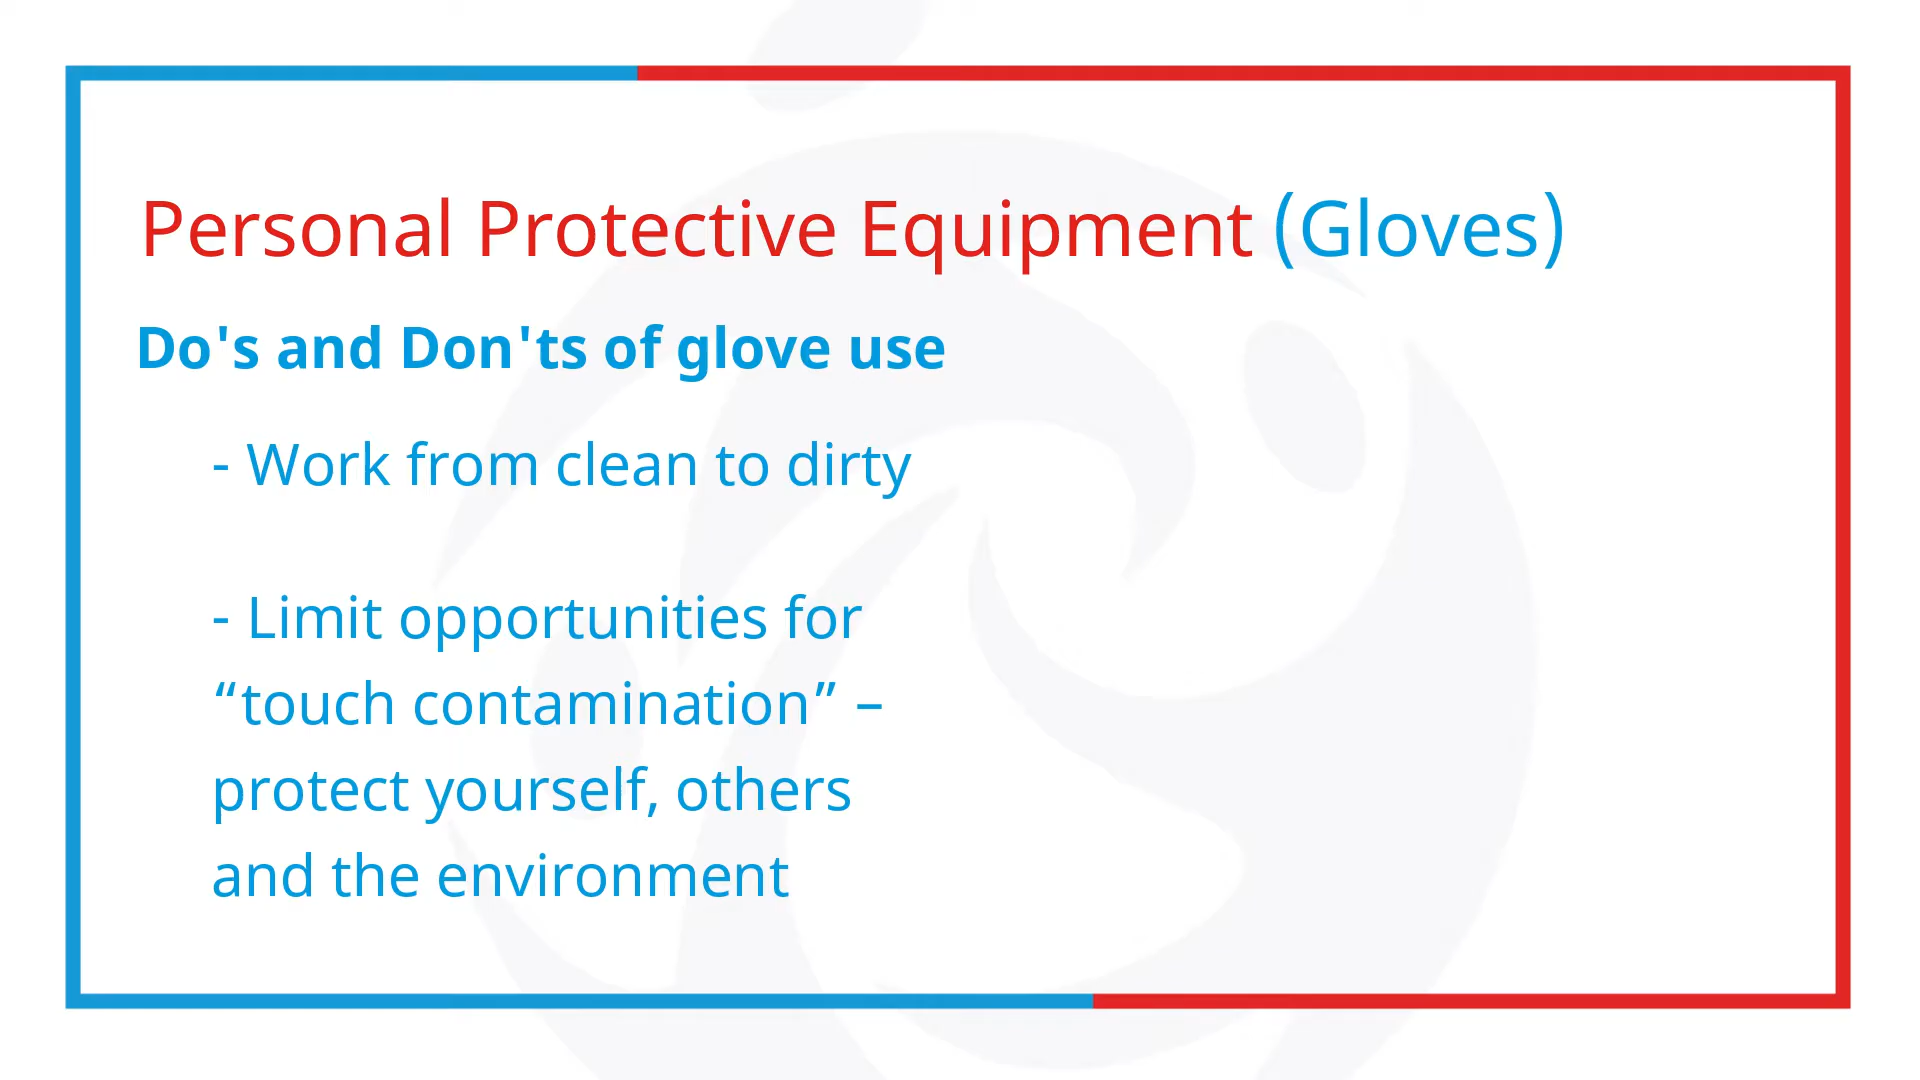 Personal Protective Equipment (Gloves)
Do's and Don'ts of glove use
- Work from clean to dirty
- Limit opportunities for
“touch contamination” –
protect yourself, others
and the environment